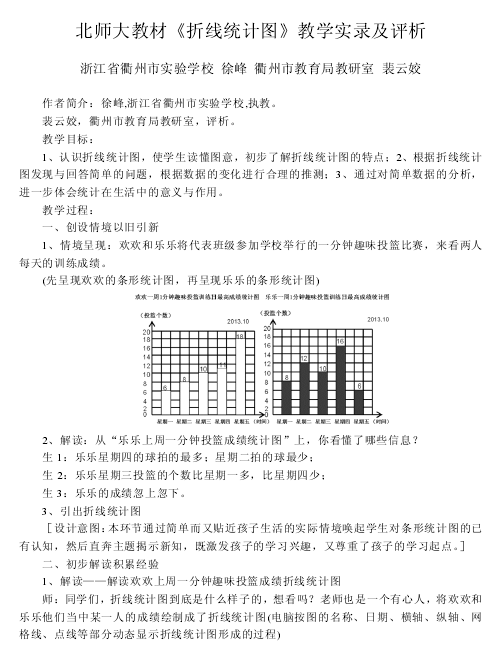 北师大教材《折线统计图》教学实录及评析
浙江省衢州市实验学校 徐峰 衢州市教育局教研室 裴云姣
作者简介：徐峰,浙江省衢州市实验学校,执教。
裴云姣，衢州市教育局教研室，评析。
教学目标：
1、认识折线统计图，使学生读懂图意，初步了解折线统计图的特点；2、根据折线统计
图发现与回答简单的问题，根据数据的变化进行合理的推测；3、通过对简单数据的分析，
进一步体会统计在生活中的意义与作用。
教学过程：
一、创设情境以旧引新
1、情境呈现：欢欢和乐乐将代表班级参加学校举行的一分钟趣味投篮比赛，来看两人
每天的训练成绩。
(先呈现欢欢的条形统计图，再呈现乐乐的条形统计图)
欢欢一周1分钟趣味投篮训练日最高成绩统计图 乐乐一周1分钟趣味投篮训练日最高成绩统计图
（投篮个数） 2013.10 （投篮个数） 2013.10
20 20
18 18 18
16 16 16
14 14
12 12 12
10 10 11 10 10
8 8 8 8
6 6 6 6
4 4
2 2
0 0
星期一 星期二 星期三 星期四 星期五（时间） 星期一 星期二 星期三 星期四 星期五（时间）
2、解读：从“乐乐上周一分钟投篮成绩统计图”上，你看懂了哪些信息？
生 1：乐乐星期四的球拍的最多；星期二拍的球最少；
生 2：乐乐星期三投篮的个数比星期一多，比星期四少；
生 3：乐乐的成绩忽上忽下。
3、引出折线统计图
［设计意图：本环节通过简单而又贴近孩子生活的实际情境唤起学生对条形统计图的已
有认知，然后直奔主题揭示新知，既激发孩子的学习兴趣，又尊重了孩子的学习起点。］
二、初步解读积累经验
1、解读——解读欢欢上周一分钟趣味投篮成绩折线统计图
师：同学们，折线统计图到底是什么样子的，想看吗？老师也是一个有心人，将欢欢和
乐乐他们当中某一人的成绩绘制成了折线统计图(电脑按图的名称、日期、横轴、纵轴、网
格线、点线等部分动态显示折线统计图形成的过程)